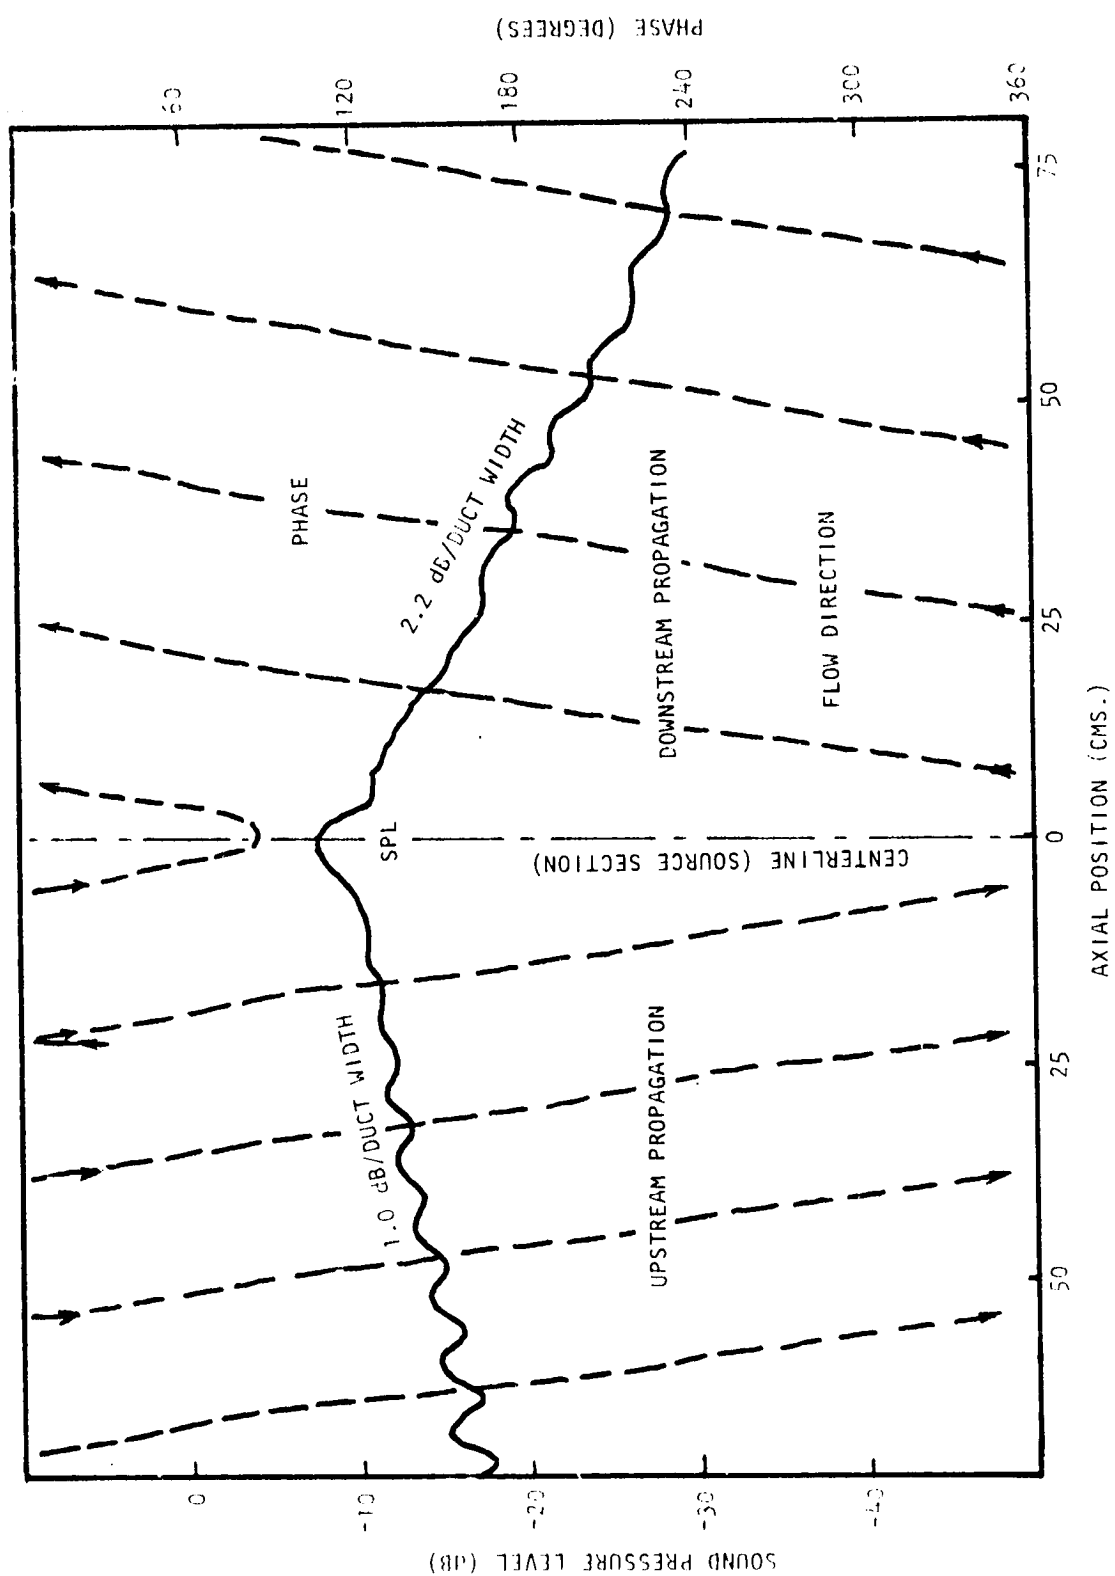 SOUND PRESSURE LEVEL (dB)
0
-10
-20
-30
-40
PHASE (DEGREES)
60
120
180
240
300
360
1.0 dB/DUCT WIDTH
2.2 dB/DUCT WIDTH
PHASE
SPL
UPSTREAM PROPAGATION
DOWNSTREAM PROPAGATION
CENTERLINE (SOURCE SECTION)
FLOW DIRECTION
50
25
0
25
50
75
AXIAL POSITION (CMS.)